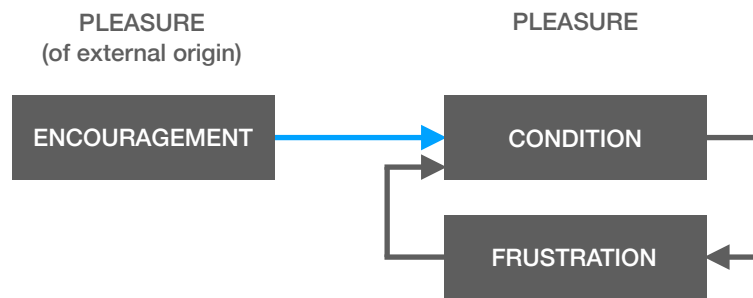 PLEASURE
(of external origin)
PLEASURE
ENCOURAGEMENT
CONDITION
FRUSTRATION